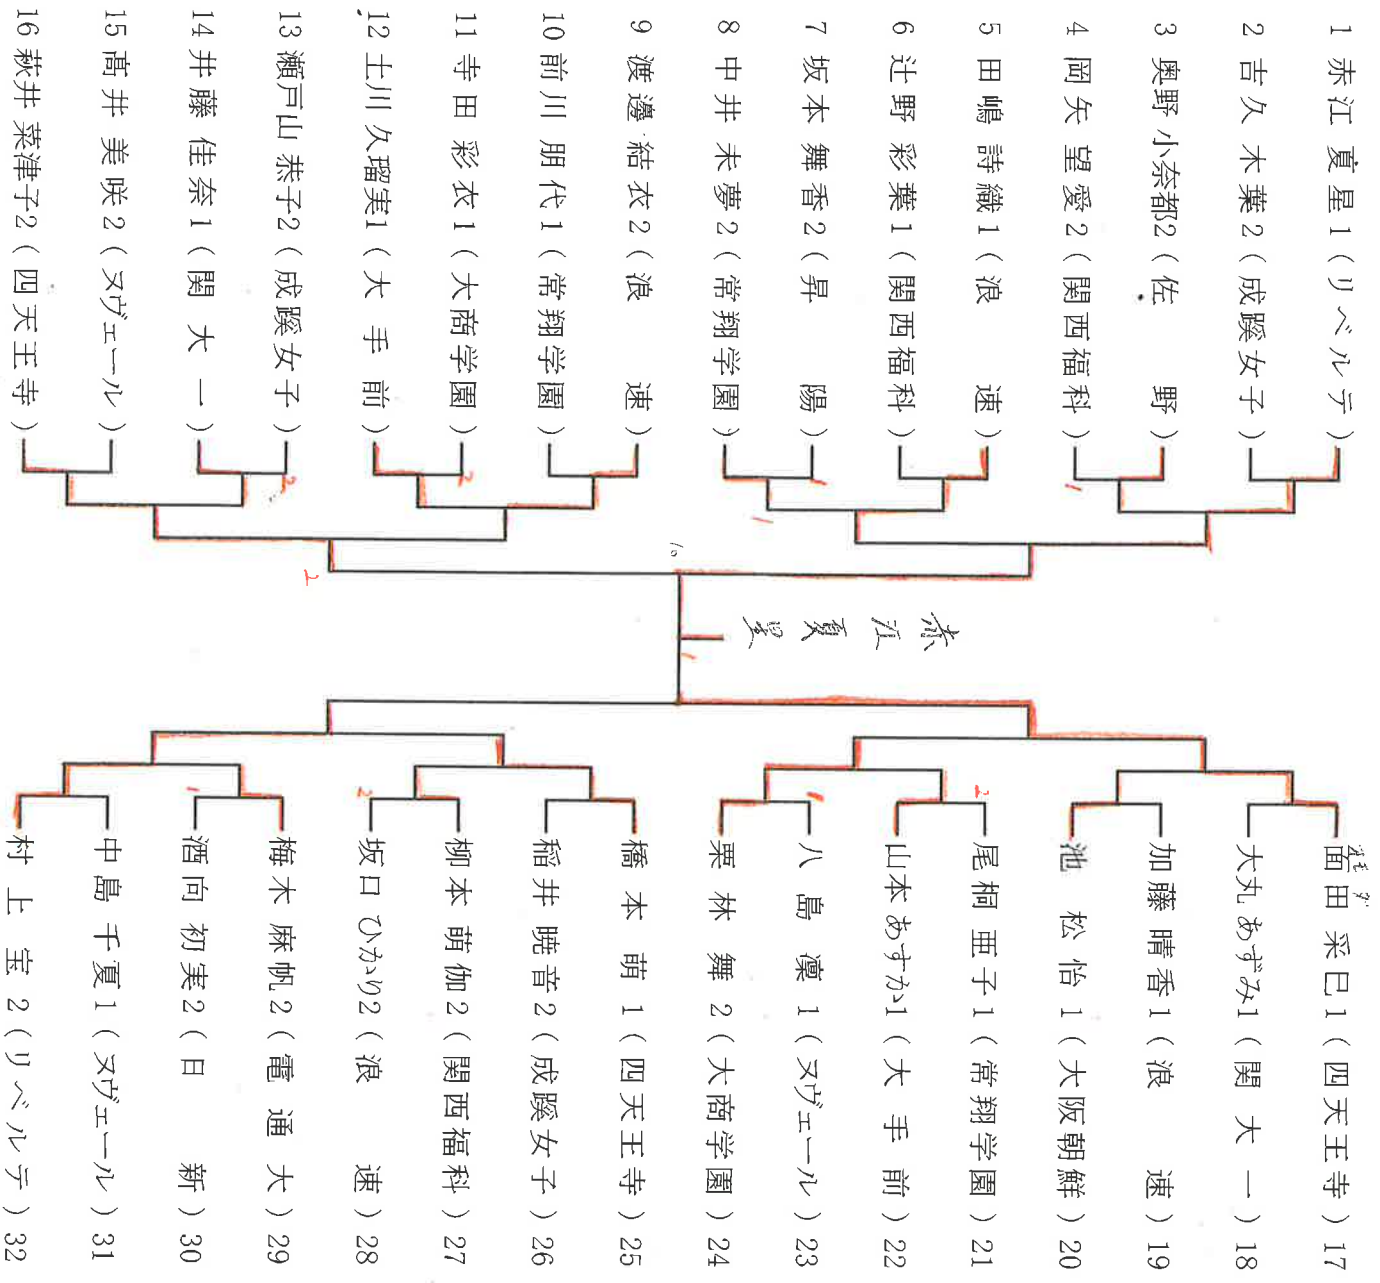 1 赤江 夏星1 (リベルテ)
2 吉久 木葉2 (成蹊女子)
3 奥野 小奈都2 (佐野)
4 岡矢 望愛2 (関西福科)
5 田嶋 詩織1 (浪速)
6 辻野 彩葉1 (関西福科)
7 坂本 舞香2 (昇陽)
8 中井 未夢2 (常翔学園)
9 渡邊 結衣2 (浪速)
10 前川 朋代1 (常翔学園)
11 寺田 彩衣1 (大商学園)
12 土川 久瑠実1 (大手前)
13 瀬戸山 恭子2 (成蹊女子)
14 井藤 佳奈1 (関大一)
15 髙井 美咲2 (ヌヴェール)
16 萩井 菜津子2 (四天王寺)
1
1
1
2
2
2
10
赤江夏星
1
2
1
2
1
面田 采巳1 (四天王寺) 17
大丸 あずみ1 (関大一) 18
加藤 晴香1 (浪速) 19
池 松怡1 (大阪朝鮮) 20
尾桐 亜子1 (常翔学園) 21
山本 あすか1 (大手前) 22
八島 凜1 (ヌヴェール) 23
栗林 舞2 (大商学園) 24
橋本 萌1 (四天王寺) 25
稲井 暁音2 (成蹊女子) 26
柳本 萌伽2 (関西福科) 27
坂口 ひかり2 (浪速) 28
梅木 麻帆2 (電通大) 29
酒向 初実2 (日新) 30
中島 千夏1 (ヌヴェール) 31
村上 宝2 (リベルテ) 32